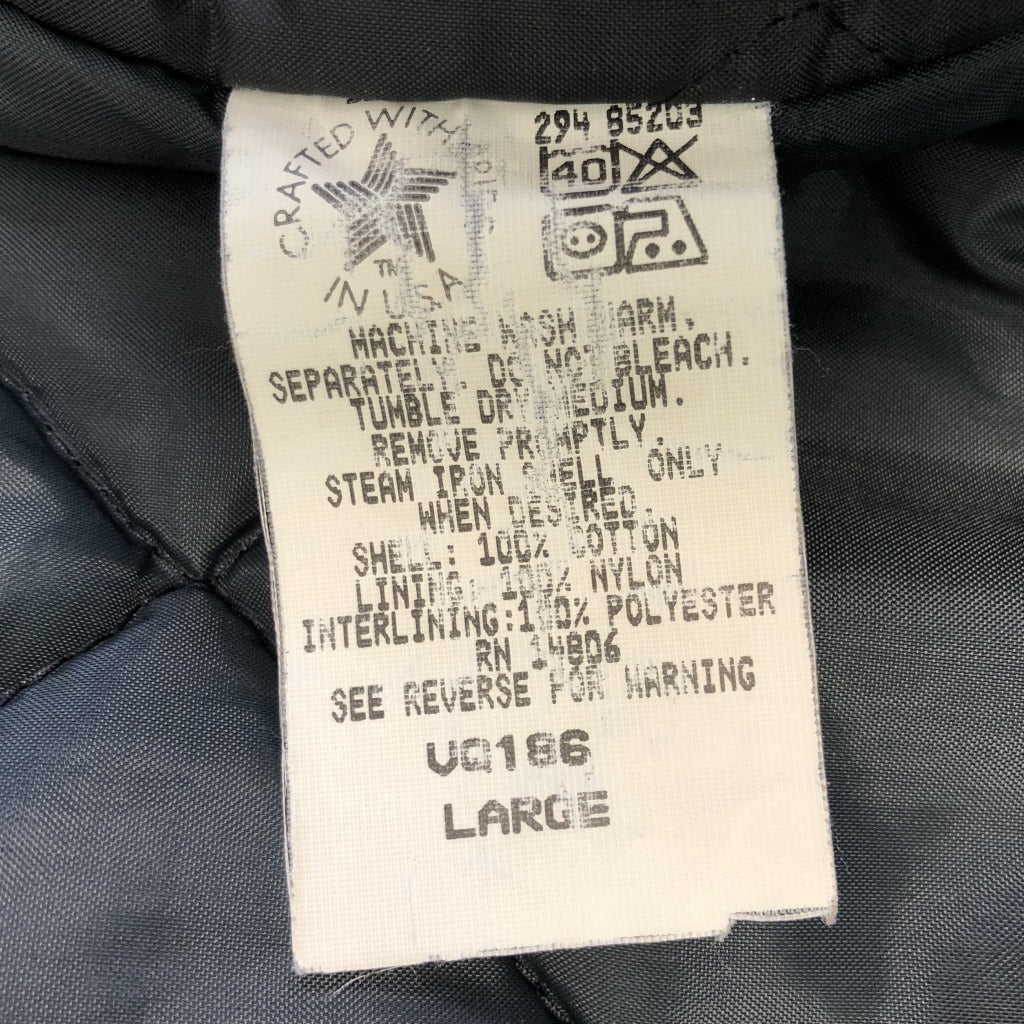 CRAFTED WITH
IN USA
TM
294 85203
40
MACHINE WASH WARM.
SEPARATELY. DO NOT BLEACH.
TUMBLE DRY MEDIUM.
REMOVE PROMPTLY.
STEAM IRON SHELL ONLY
WHEN DESIRED.
SHELL: 100% COTTON
LINING: 100% NYLON
INTERLINING:100% POLYESTER
RN 14806
SEE REVERSE FOR WARNING
VQ186
LARGE